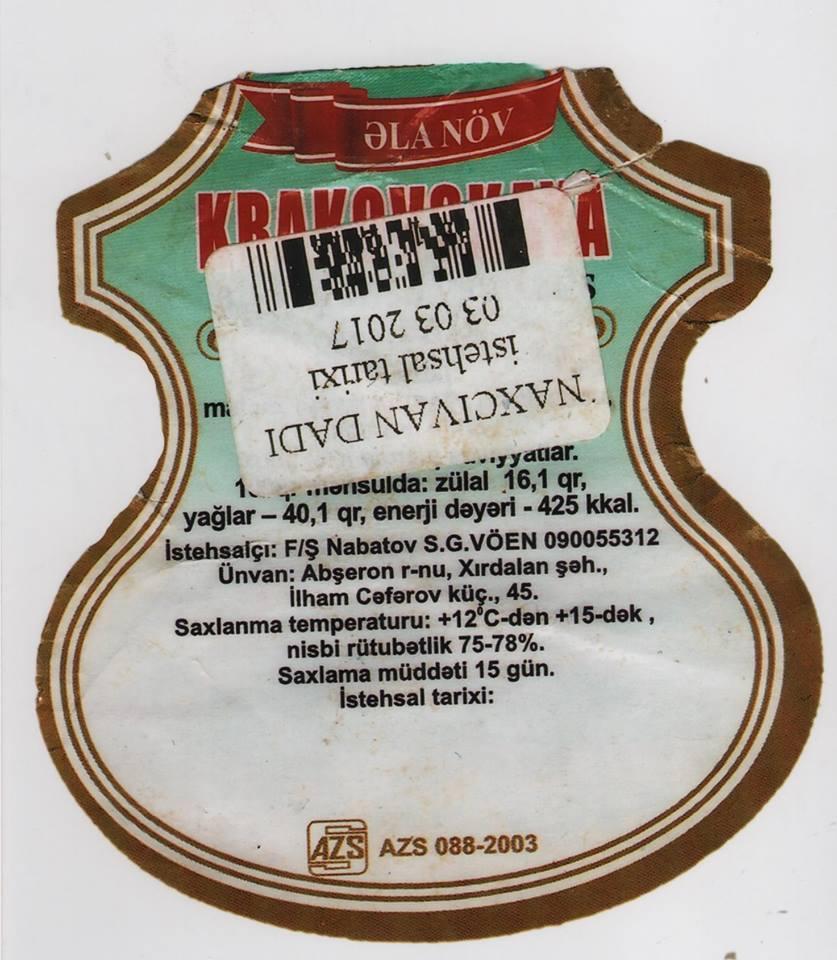 ƏLA NÖV
KRAKOVSKAYA
NAXCIVAN DADI
istehsal tarixi
03 03 2017
məhsulda: zülal 16,1 qr,
yağlar – 40,1 qr, enerji dəyəri - 425 kkal.
İstehsalçı: F/Ş Nabatov S.G.VÖEN 090055312
Ünvan: Abşeron r-nu, Xırdalan şəh.,
İlham Cəfərov küç., 45.
Saxlanma temperaturu: +12°C-dən +15-dək ,
nisbi rütubətlik 75-78%.
Saxlama müddəti 15 gün.
İstehsal tarixi:
AZS AZS 088-2003